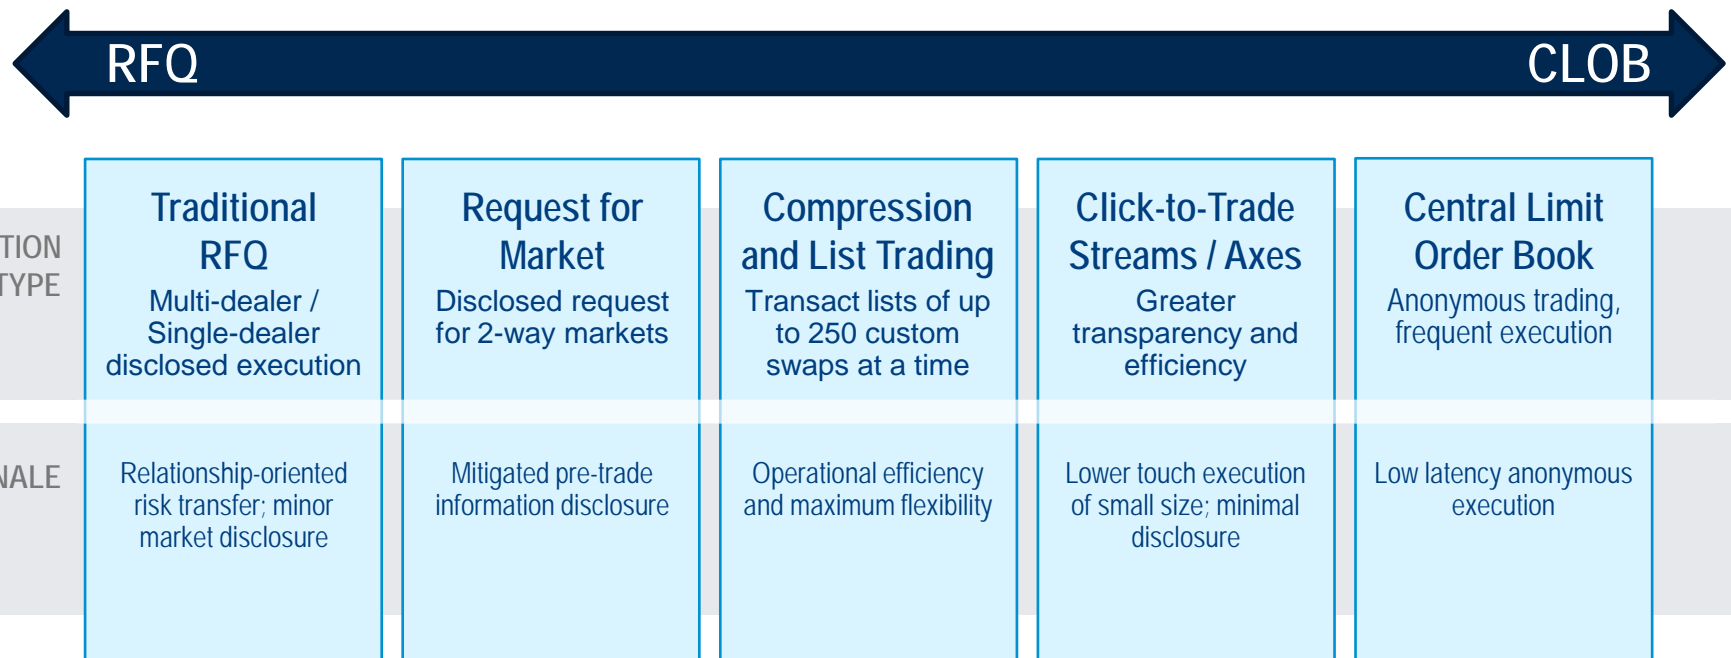 RFQ
CLOB
Traditional
RFQ
Multi-dealer /
Single-dealer
disclosed execution
Request for
Market
Disclosed request
for 2-way markets
Compression
and List Trading
Transact lists of up
to 250 custom
swaps at a time
Click-to-Trade
Streams / Axes
Greater
transparency and
efficiency
Central Limit
Order Book
Anonymous trading,
frequent execution
TION
TYPE
Relationship-oriented
risk transfer; minor
market disclosure
Mitigated pre-trade
information disclosure
Operational efficiency
and maximum flexibility
Lower touch execution
of small size; minimal
disclosure
Low latency anonymous
execution
NALE